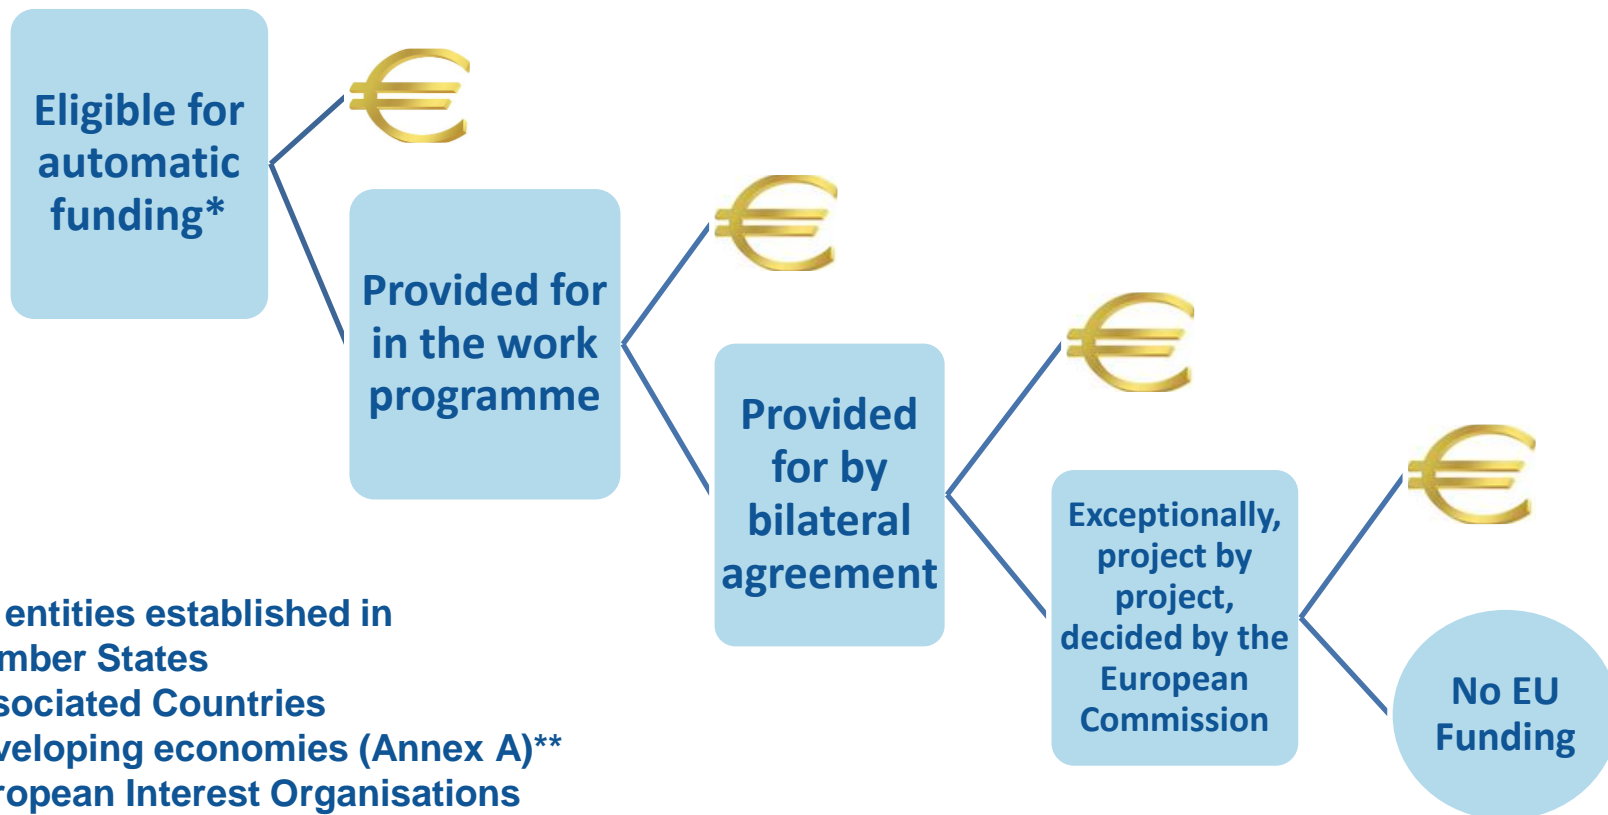 Eligible for
automatic
funding*
Provided for
in the work
programme
Provided
for by
bilateral
agreement
Exceptionally,
project by
project,
decided by the
European
Commission
No EU
Funding
entities established in
mber States
sociated Countries
veloping economies (Annex A)**
ropean Interest Organisations